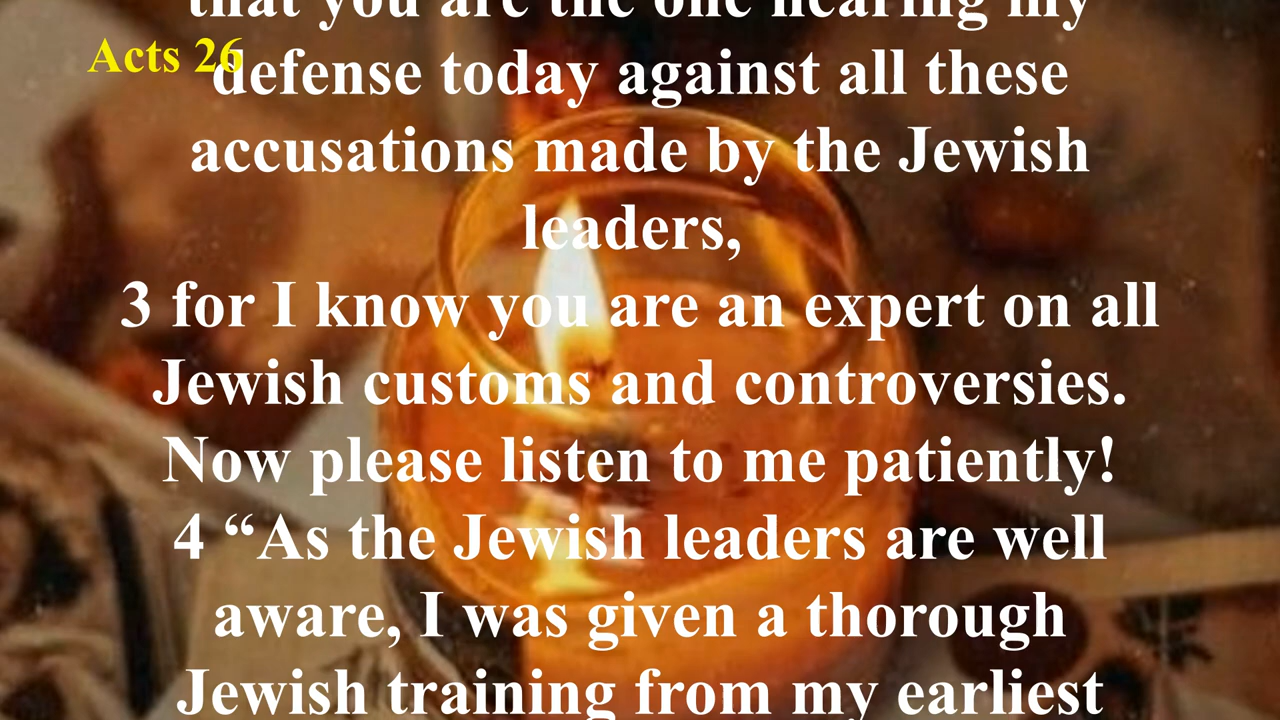 that you are the one hearing my
Acts 26
defense today against all these
accusations made by the Jewish
leaders,
3 for I know you are an expert on all
Jewish customs and controversies.
Now please listen to me patiently!
4 “As the Jewish leaders are well
aware, I was given a thorough
Jewish training from my earliest